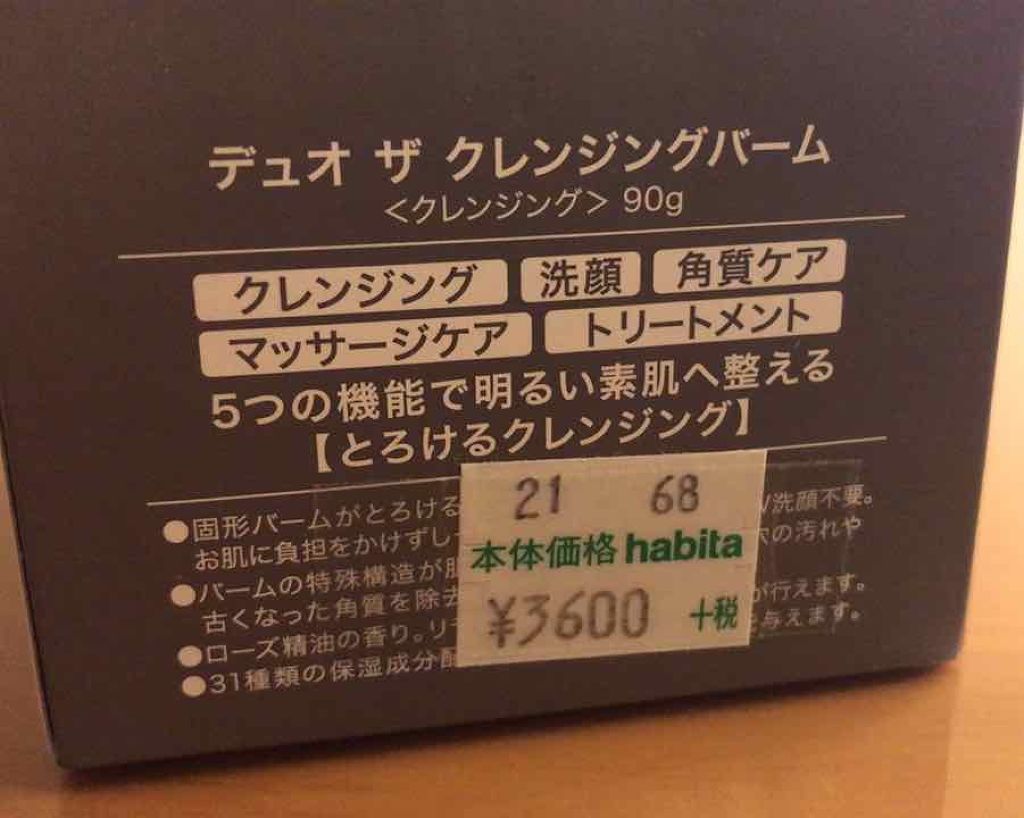 デュオ ザ クレンジングバーム
<クレンジング> 90g
クレンジング 洗顔 角質ケア
マッサージケア トリートメント
5つの機能で明るい素肌へ整える
【とろけるクレンジング】
●固形バームがとろける 洗顔不要。
お肌に負担をかけずし の汚れや
●バームの特殊構造が
古くなった角質を除去 が行えます。
●ローズ精油の香り。リ 与えます。
●31種類の保湿成分
21 68
本体価格 habita
¥3600 +税